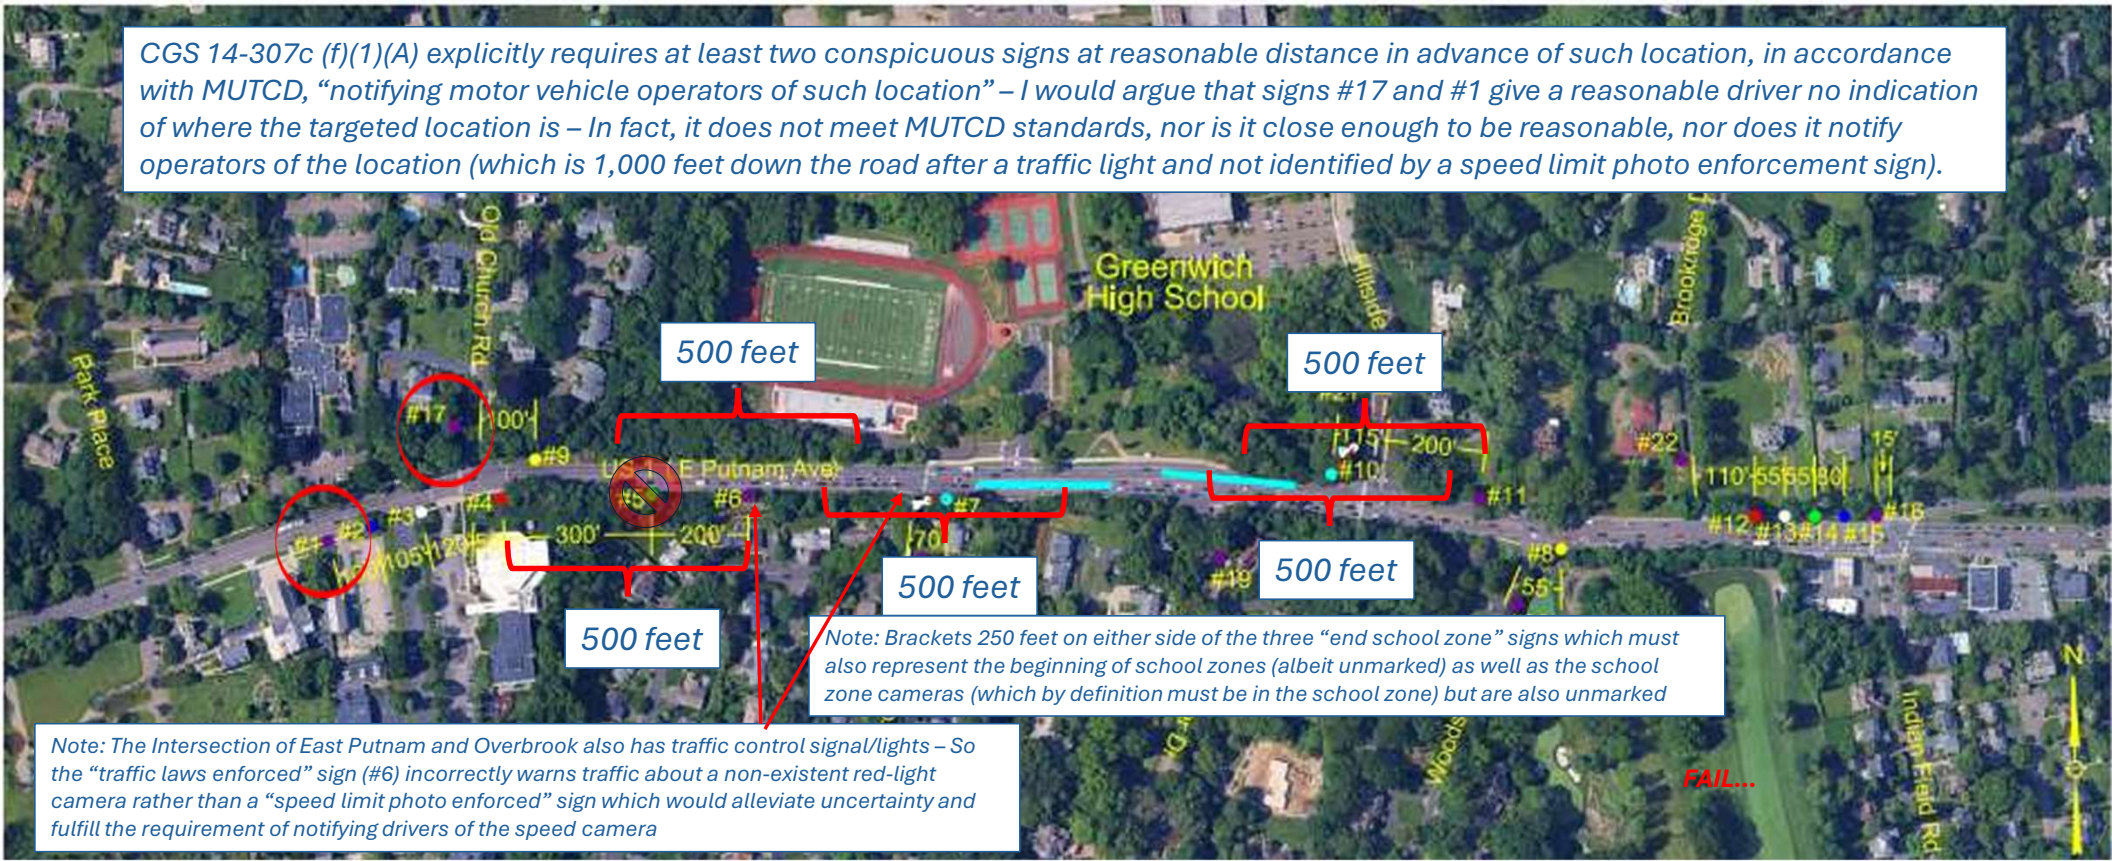 CGS 14-307c (f)(1)(A) explicitly requires at least two conspicuous signs at reasonable distance in advance of such location, in accordance
with MUTCD, “notifying motor vehicle operators of such location” – I would argue that signs #17 and #1 give a reasonable driver no indication
of where the targeted location is – In fact, it does not meet MUTCD standards, nor is it close enough to be reasonable, nor does it notify
operators of the location (which is 1,000 feet down the road after a traffic light and not identified by a speed limit photo enforcement sign).
Old Church Rd
Brookridge
Greenwich
High School
Hillside
500 feet
500 feet
Park Place
#17
100'
#9
E Putnam Ave
115'
200'
#10
#22
15'
110'
55'
55'
80'
#4
#6
#7
#11
#1
#2
#3
#12
#13
#14
#15
#16
105'
300'
200'
70'
#8
#19
55'
500 feet
500 feet
500 feet
Note: Brackets 250 feet on either side of the three “end school zone” signs which must
also represent the beginning of school zones (albeit unmarked) as well as the school
zone cameras (which by definition must be in the school zone) but are also unmarked
Note: The Intersection of East Putnam and Overbrook also has traffic control signal/lights – So
the “traffic laws enforced” sign (#6) incorrectly warns traffic about a non-existent red-light
camera rather than a “speed limit photo enforced” sign which would alleviate uncertainty and
fulfill the requirement of notifying drivers of the speed camera
Dr
Woods
FAIL...
Indian Field Rd
N